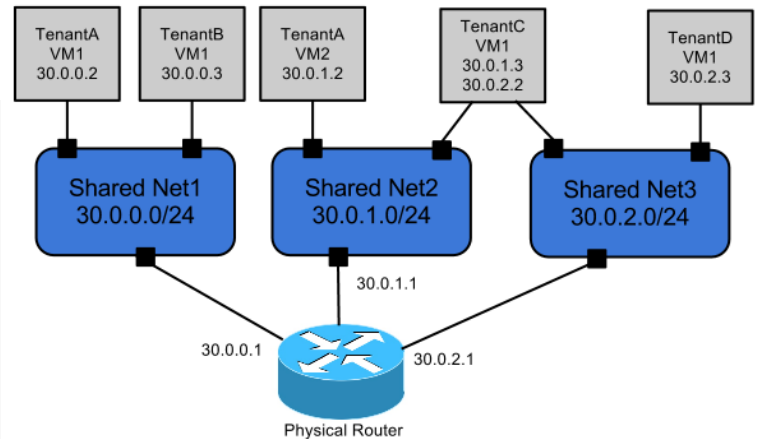 TenantA
VM1
30.0.0.2
TenantB
VM1
30.0.0.3
TenantA
VM2
30.0.1.2
TenantC
VM1
30.0.1.3
30.0.2.2
TenantD
VM1
30.0.2.3
Shared Net1
30.0.0.0/24
Shared Net2
30.0.1.0/24
Shared Net3
30.0.2.0/24
30.0.1.1
30.0.0.1
30.0.2.1
Physical Router